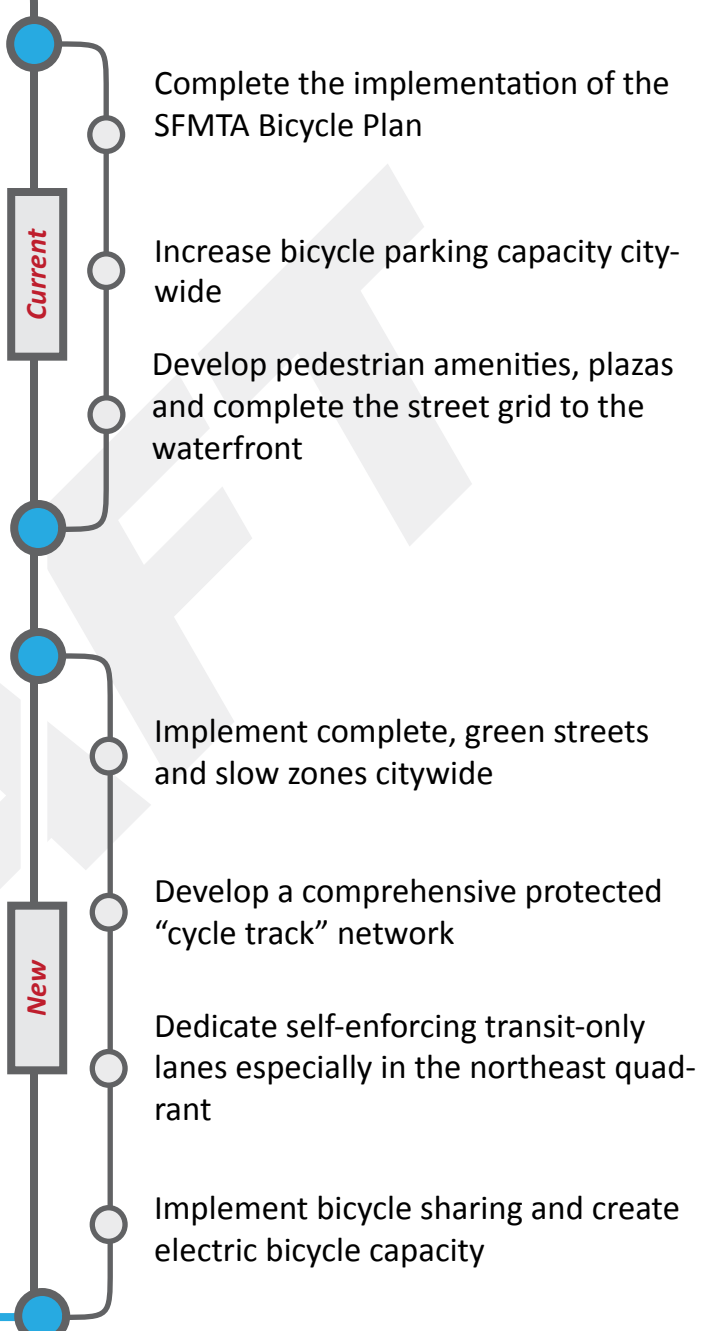 Complete the implementation of the
SFMTA Bicycle Plan
Current
Increase bicycle parking capacity city-
wide
Develop pedestrian amenities, plazas
and complete the street grid to the
waterfront
Implement complete, green streets
and slow zones citywide
Develop a comprehensive protected
“cycle track” network
New
Dedicate self-enforcing transit-only
lanes especially in the northeast quad-
rant
Implement bicycle sharing and create
electric bicycle capacity
AFT